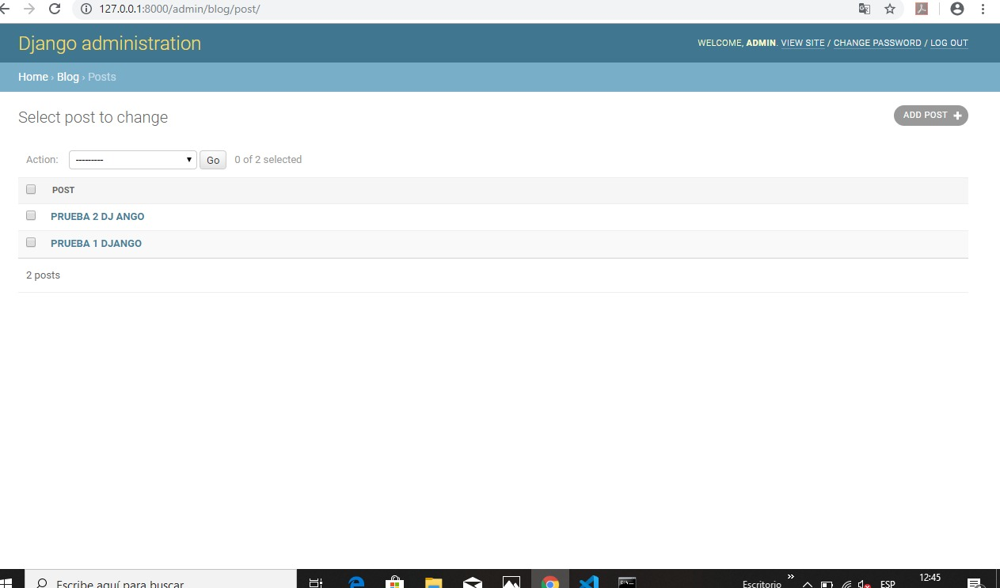 127.0.0.1:8000/admin/blog/post/
Django administration
WELCOME, ADMIN. VIEW SITE / CHANGE PASSWORD / LOG OUT
Home › Blog › Posts
Select post to change
ADD POST +
Action: --------- Go 0 of 2 selected
POST
PRUEBA 2 DJ ANGO
PRUEBA 1 DJANGO
2 posts
Escribe aquí para buscar
Escritorio » ESP 12:45